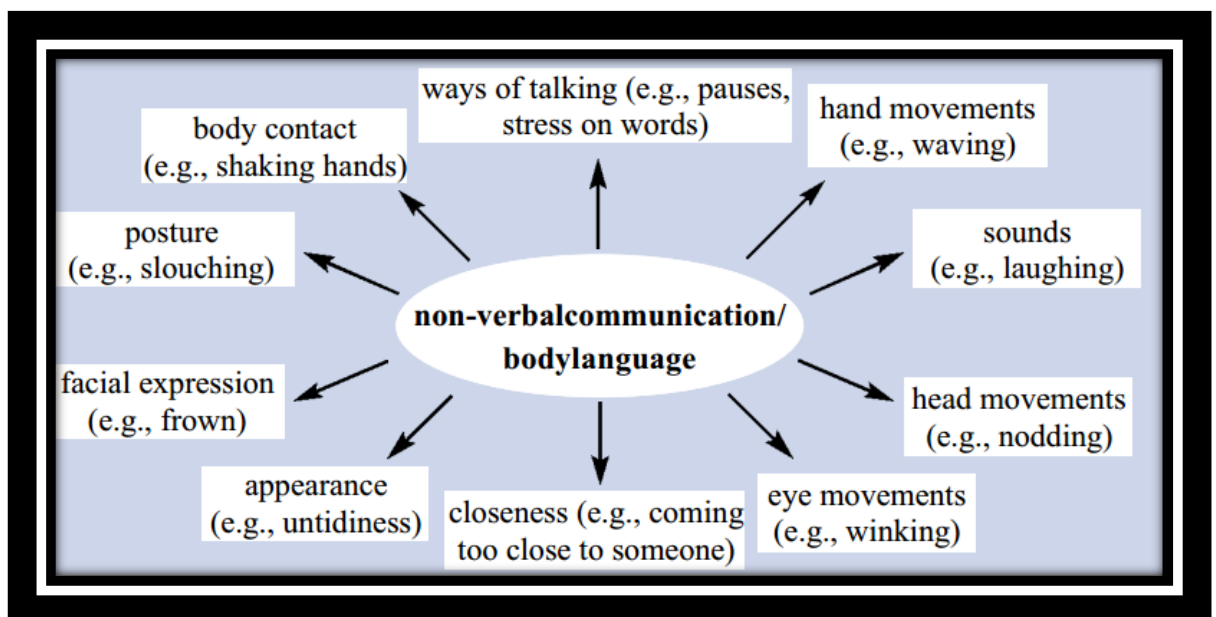 ways of talking (e.g., pauses,
stress on words)
body contact
(e.g., shaking hands)
hand movements
(e.g., waving)
posture
(e.g., slouching)
sounds
(e.g., laughing)
non-verbalcommunication/
bodylanguage
facial expression
(e.g., frown)
head movements
(e.g., nodding)
appearance
(e.g., untidiness)
closeness (e.g., coming
too close to someone)
eye movements
(e.g., winking)